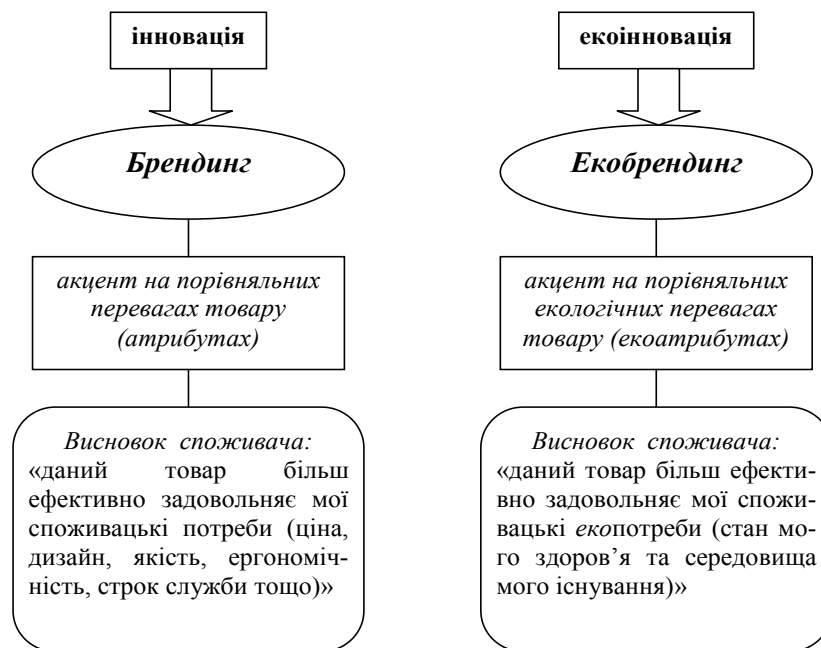 інновація
Брендинг
акцент на порівняльних
перевагах товару
(атрибутах)
Висновок споживача:
«даний товар більш
ефективно задовольняє мої
споживацькі потреби (ціна,
дизайн, якість, ергономіч-
ність, строк служби тощо)»
екоінновація
Екобрендинг
акцент на порівняльних
екологічних перевагах
товару (екоатрибутах)
Висновок споживача:
«даний товар більш ефекти-
вно задовольняє мої спожи-
вацькі екопотреби (стан мо-
го здоров’я та середовища
мого існування)»